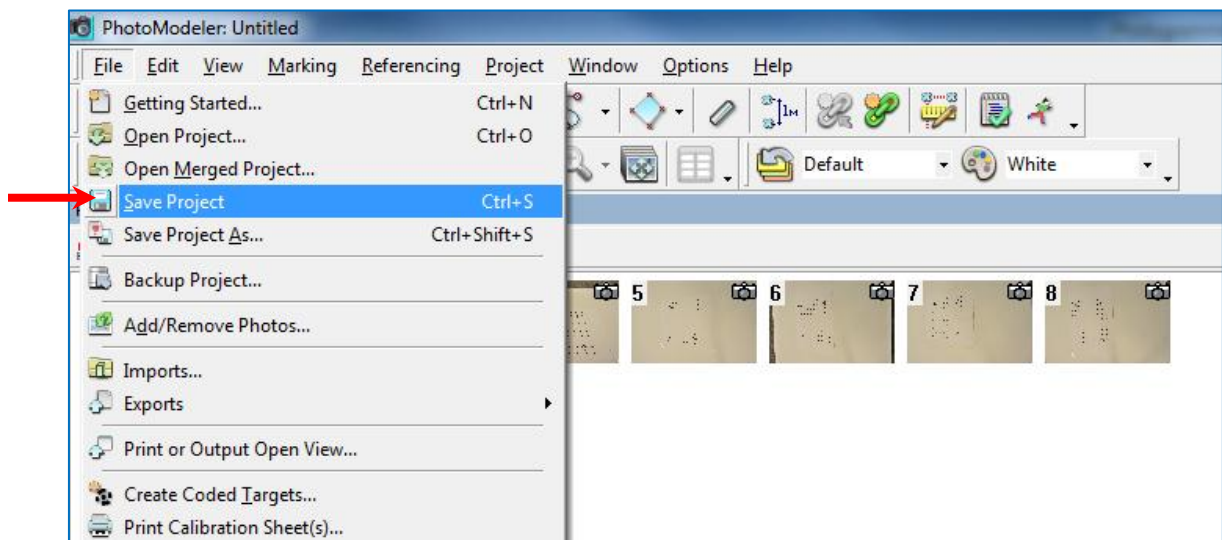 PhotoModeler: Untitled
File Edit View Marking Referencing Project Window Options Help
Getting Started... Ctrl+N
Open Project... Ctrl+O
Open Merged Project...
Default White
Save Project Ctrl+S
Save Project As... Ctrl+Shift+S
Backup Project...
5 6 7 8
Add/Remove Photos...
Imports...
Exports
Print or Output Open View...
Create Coded Targets...
Print Calibration Sheet(s)...